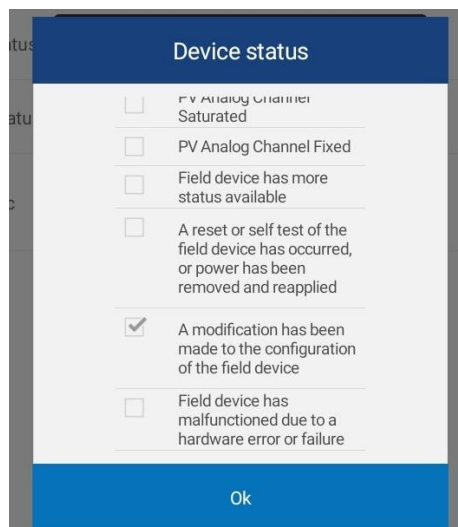 Device status
PV Analog Channel
Saturated
PV Analog Channel Fixed
Field device has more
status available
A reset or self test of the
field device has occurred,
or power has been
removed and reapplied
A modification has been
made to the configuration
of the field device
Field device has
malfunctioned due to a
hardware error or failure
Ok